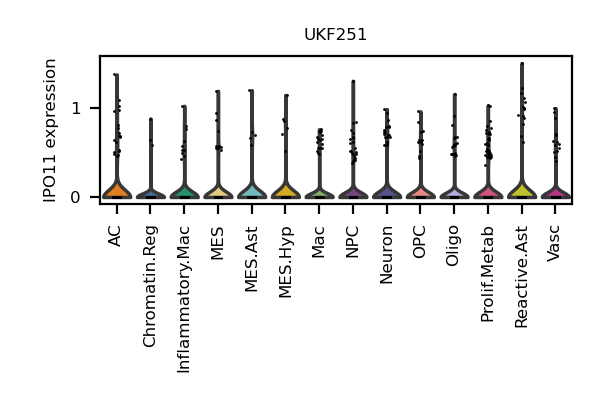 UKF251
IPO11 expression
1
0
AC
Chromatin.Reg
Inflammatory.Mac
MES
MES.Ast
MES.Hyp
Mac
NPC
Neuron
OPC
Oligo
Prolif.Metab
Reactive.Ast
Vasc